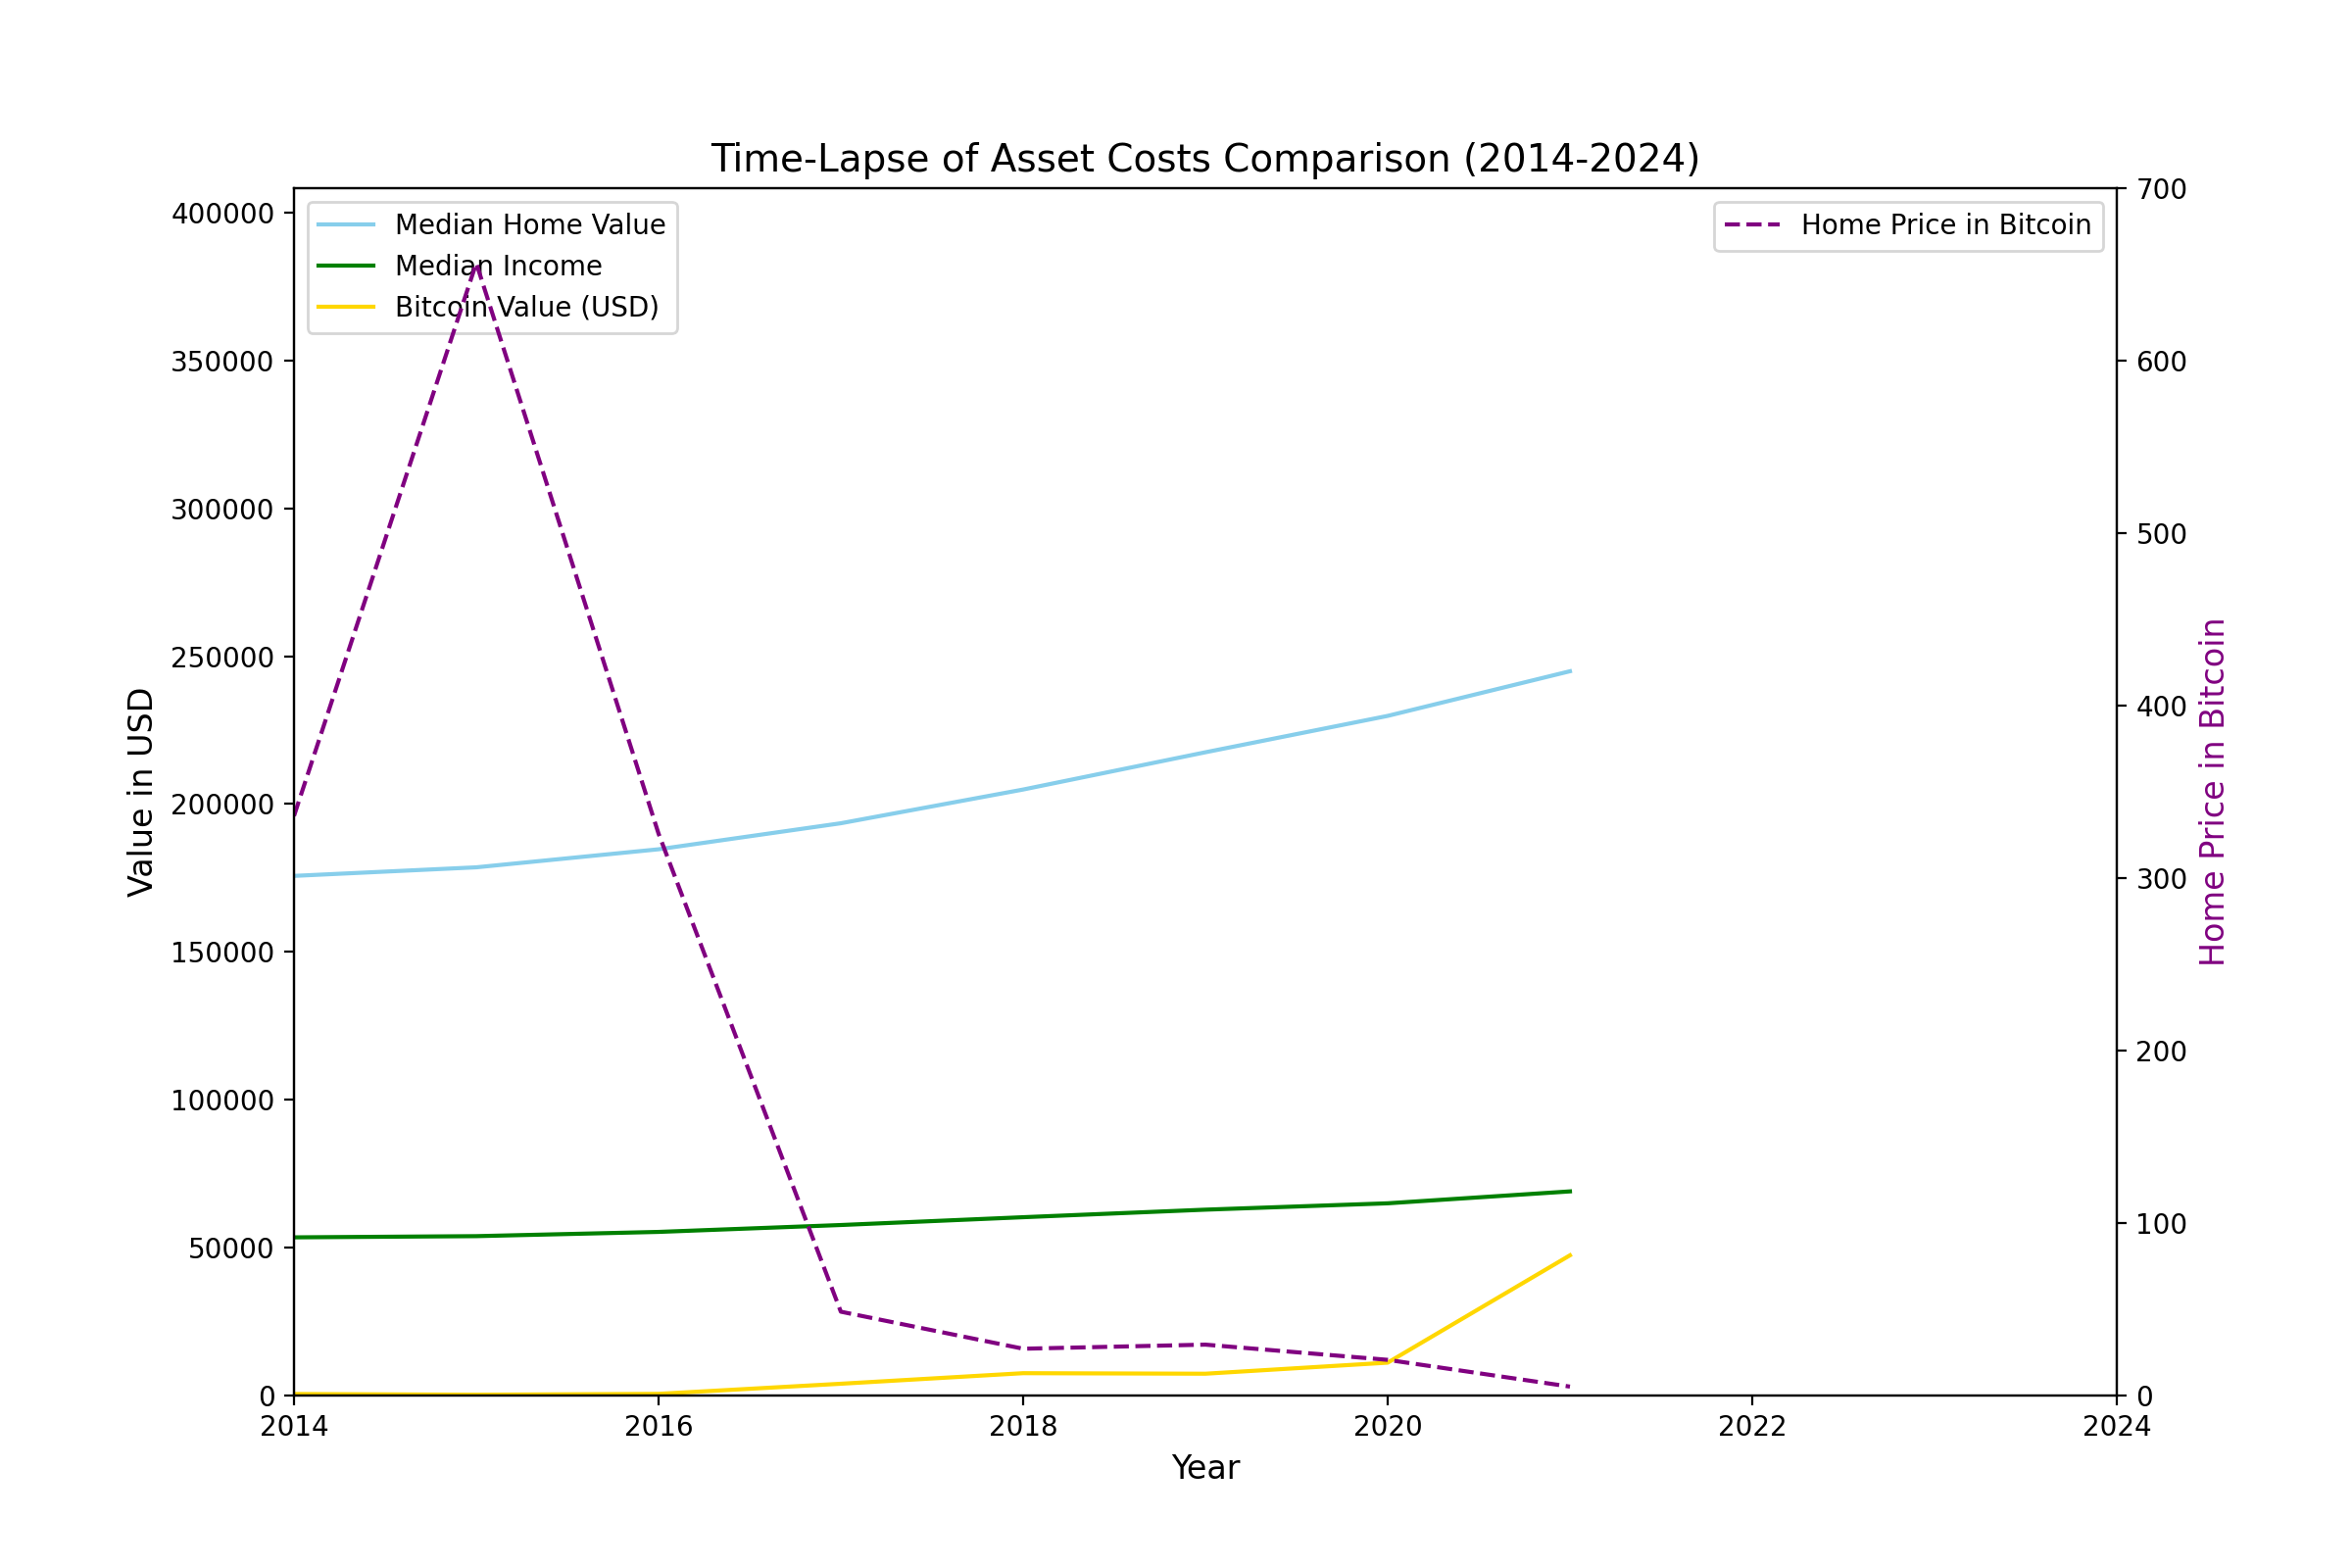 Time-Lapse of Asset Costs Comparison (2014-2024)
Median Home Value
Median Income
Bitcoin Value (USD)
Home Price in Bitcoin
400000
350000
300000
250000
200000
150000
100000
50000
0
Value in USD
700
600
500
400
300
200
100
0
Home Price in Bitcoin
2014
2016
2018
2020
2022
2024
Year